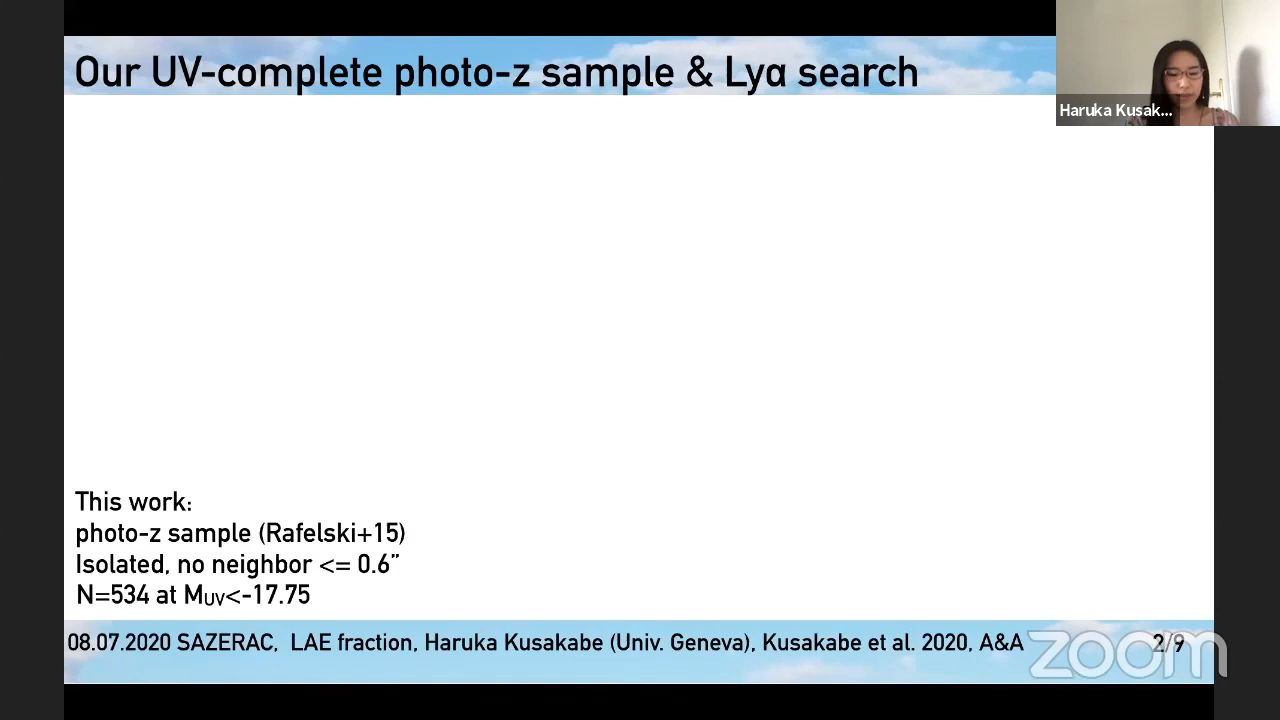 Our UV-complete photo-z sample & Lyα search
Haruka Kusak...
This work:
photo-z sample (Rafelski+15)
Isolated, no neighbor <= 0.6”
N=534 at MUV<-17.75
08.07.2020 SAZERAC, LAE fraction, Haruka Kusakabe (Univ. Geneva), Kusakabe et al. 2020, A&A
2/9
zoom